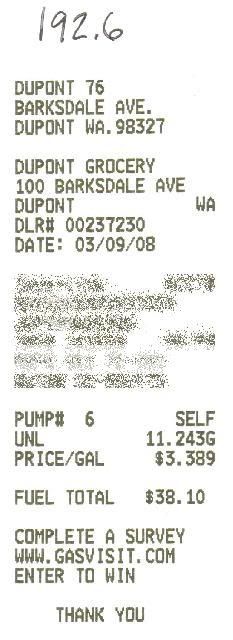 192.6
DUPONT 76
BARKSDALE AVE.
DUPONT WA.98327
DUPONT GROCERY
100 BARKSDALE AVE
DUPONT WA
DLR# 00237230
DATE: 03/09/08
PUMP# 6 SELF
UNL 11.243G
PRICE/GAL $3.389
FUEL TOTAL $38.10
COMPLETE A SURVEY
WWW.GASVISIT.COM
ENTER TO WIN
THANK YOU